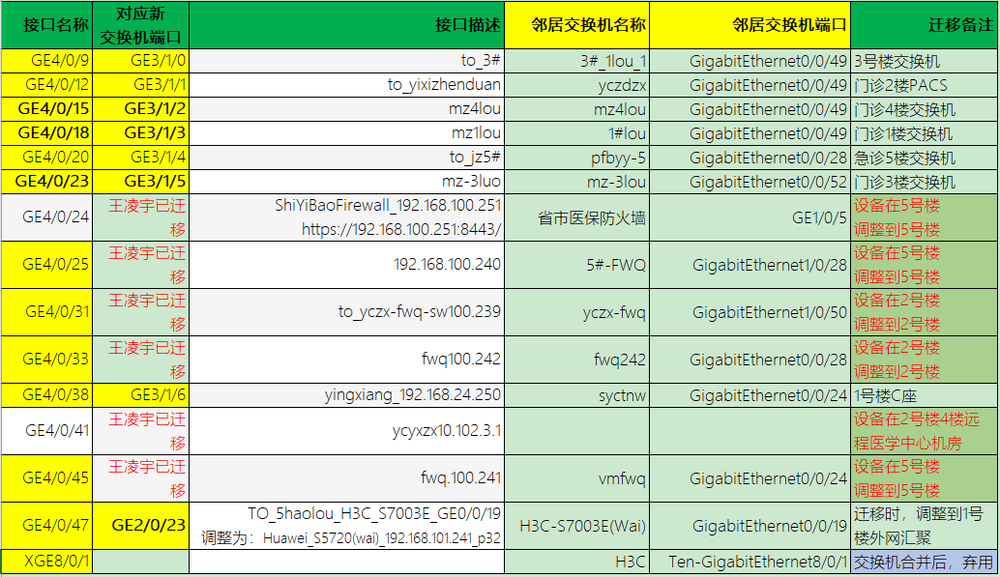 接口名称 对应新 接口描述 邻居交换机名称 邻居交换机端口 迁移备注
交换机端口
GE4/0/9 GE3/1/0 to_3# 3#_1lou_1 GigabitEthernet0/0/49 3号楼交换机
GE4/0/12 GE3/1/1 to_yixizhenduan yczdzx GigabitEthernet0/0/49 门诊2楼PACS
GE4/0/15 GE3/1/2 mz4lou mz4lou GigabitEthernet0/0/49 门诊4楼交换机
GE4/0/18 GE3/1/3 mz1lou 1#lou GigabitEthernet0/0/49 门诊1楼交换机
GE4/0/20 GE3/1/4 to_jz5# pfbyy-5 GigabitEthernet0/0/28 急诊5楼交换机
GE4/0/23 GE3/1/5 mz-3luo mz-3lou GigabitEthernet0/0/52 门诊3楼交换机
GE4/0/24 王凌宇已迁 ShiYiBaoFirewall_192.168.100.251 省市医保防火墙 GE1/0/5 设备在5号楼
移 https://192.168.100.251:8443/ 调整到5号楼
GE4/0/25 王凌宇已迁 192.168.100.240 5#-FWQ GigabitEthernet1/0/28 设备在5号楼
移 调整到5号楼
GE4/0/31 王凌宇已迁 to_yczx-fwq-sw100.239 yczx-fwq GigabitEthernet1/0/50 设备在2号楼
移 调整到2号楼
GE4/0/33 王凌宇已迁 fwq100.242 fwq242 GigabitEthernet0/0/28 设备在2号楼
移 调整到2号楼
GE4/0/38 GE3/1/6 yingxiang_192.168.24.250 syctnw GigabitEthernet0/0/24 1号楼C座
GE4/0/41 王凌宇已迁 ycyxzx10.102.3.1 设备在2号楼4楼远
移 程医学中心机房
GE4/0/45 王凌宇已迁 fwq.100.241 vmfwq GigabitEthernet0/0/24 设备在5号楼
移 调整到5号楼
GE4/0/47 GE2/0/23 TO_5haolou_H3C_S7003E_GE0/0/19 H3C-S7003E(Wai) GigabitEthernet0/0/19 迁移时，调整到1号
调整为：Huawei_S5720(wai)_192.168.101.241_p32 楼外网汇聚
XGE8/0/1 H3C Ten-GigabitEthernet8/0/1 交换机合并后，弃用